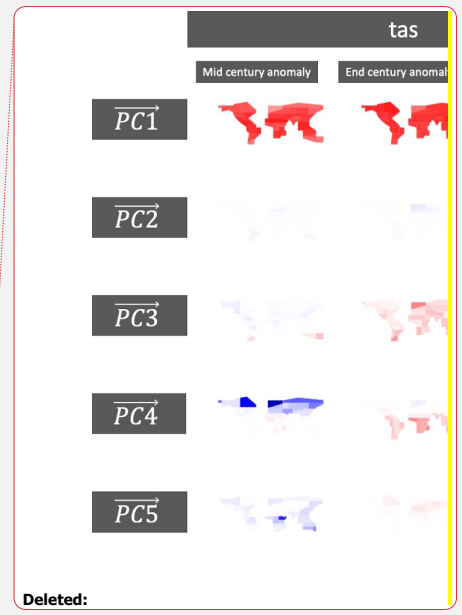 tas
Mid century anomaly
End century anomal
PC1
PC2
PC3
PC4
PC5
Deleted: